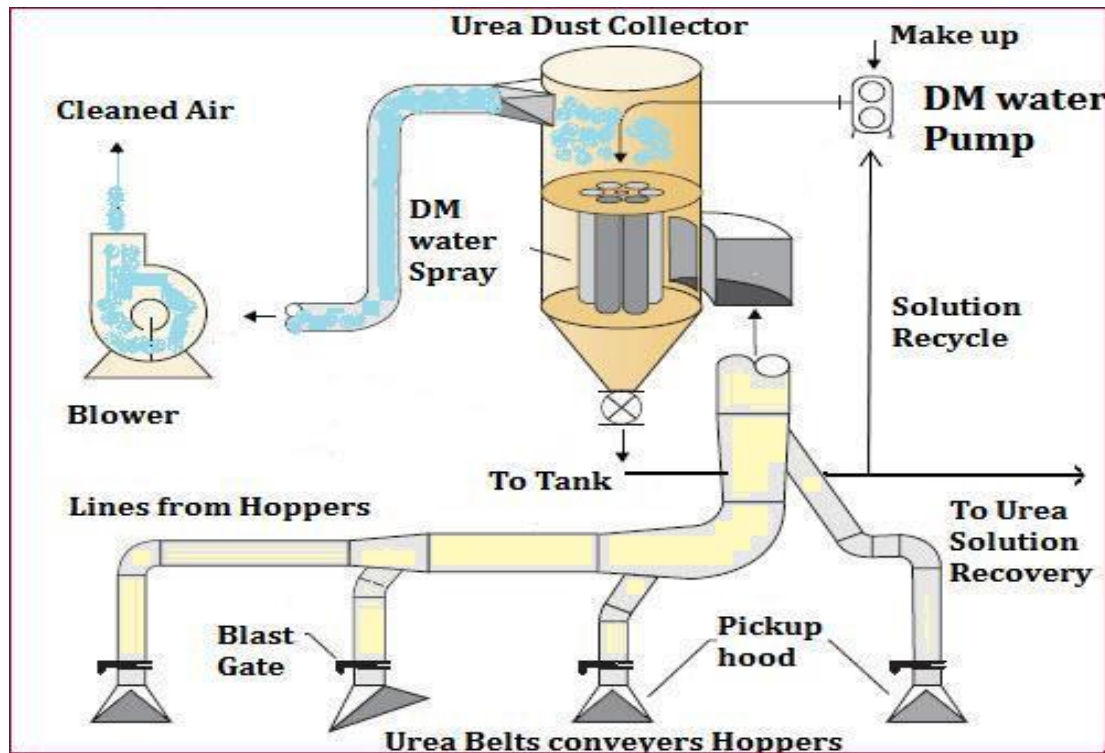 Urea Dust Collector
Make up
Cleaned Air
DM water
Pump
DM
water
Spray
Solution
Recycle
Blower
To Tank
Lines from Hoppers
To Urea
Solution
Recovery
Blast
Gate
Pickup
hood
Urea Belts conveyers Hoppers